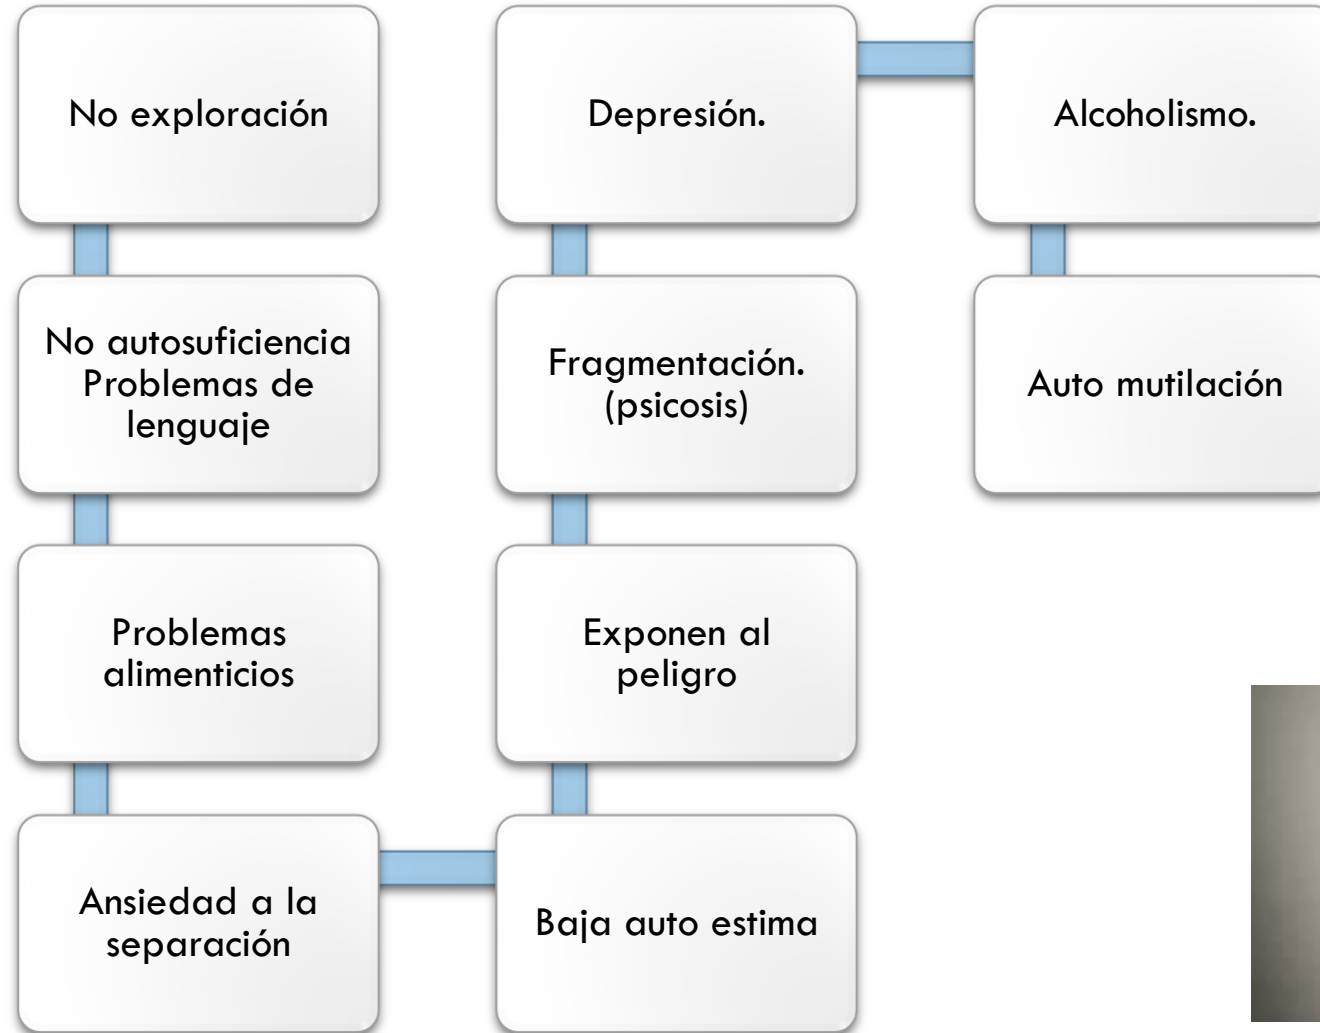 No exploración
No autosuficiencia
Problemas de
lenguaje
Problemas
alimenticios
Ansiedad a la
separación
Baja auto estima
Exponen al
peligro
Fragmentación.
(psicosis)
Depresión.
Alcoholismo.
Auto mutilación